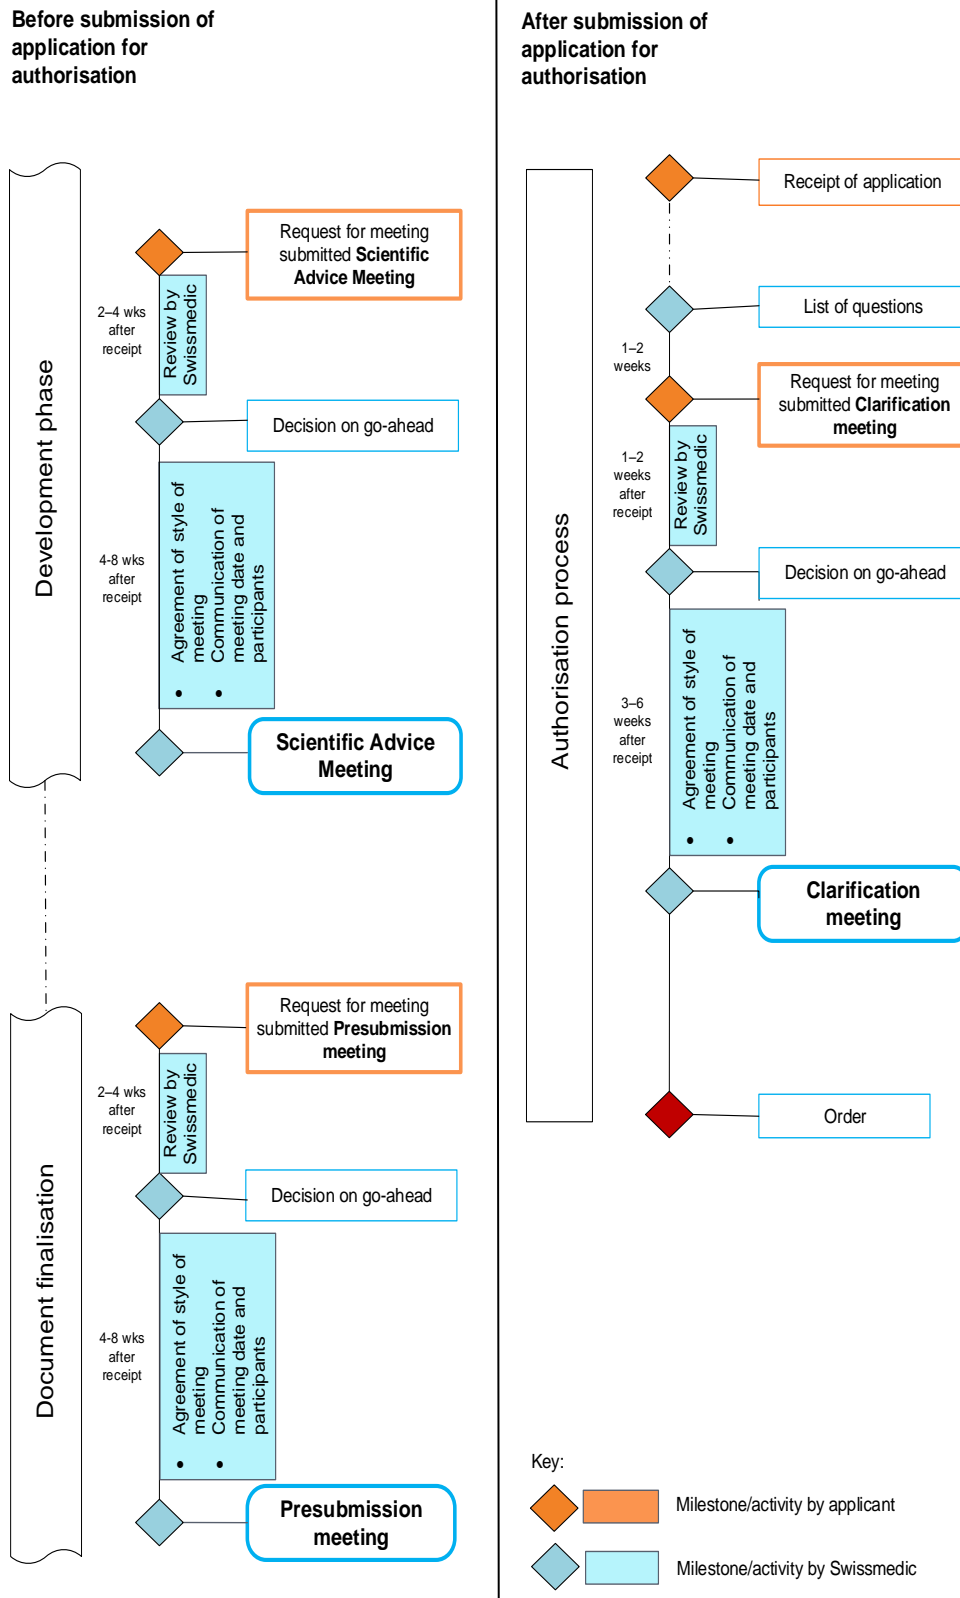 Before submission of
application for
authorisation
Development phase
Request for meeting
submitted Scientific
Advice Meeting
2–4 wks
after
receipt
Review by
Swissmedic
Decision on go-ahead
4-8 wks
after
receipt
• Agreement of style of
meeting
• Communication of
meeting date and
participants
Scientific Advice
Meeting
Document finalisation
Request for meeting
submitted Presubmission
meeting
2–4 wks
after
receipt
Review by
Swissmedic
Decision on go-ahead
4-8 wks
after
receipt
• Agreement of style of
meeting
• Communication of
meeting date and
participants
Presubmission
meeting
After submission of
application for
authorisation
Authorisation process
Receipt of application
List of questions
1–2
weeks
Request for meeting
submitted Clarification
meeting
1–2
weeks
after
receipt
Review by
Swissmedic
Decision on go-ahead
3–6
weeks
after
receipt
• Agreement of style of
meeting
• Communication of
meeting date and
participants
Clarification
meeting
Order
Key:
Milestone/activity by applicant
Milestone/activity by Swissmedic